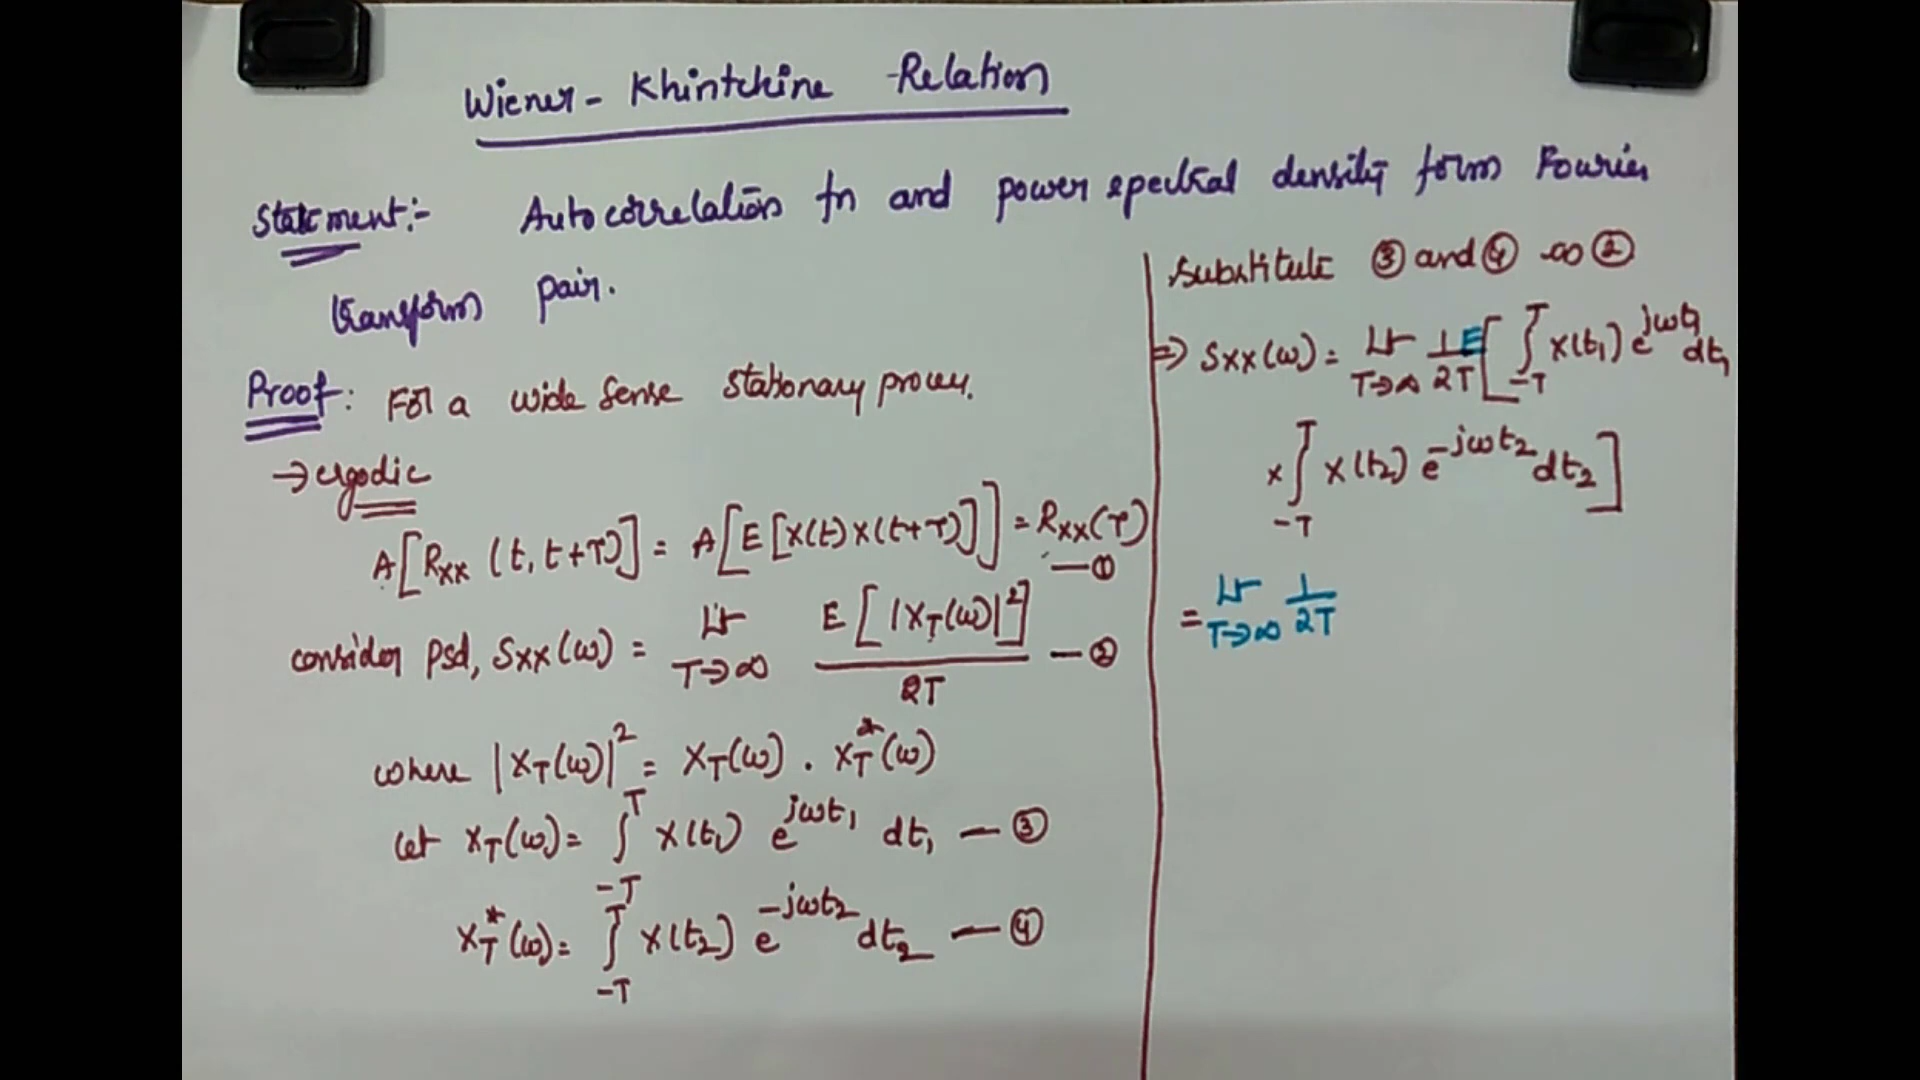 Wiener - Khintchine Relation
Statement:- Autocorrelation fn and power spectral density form Fourier
transform pair.
Proof: For a wide sense stationary process.
→ ergodic
A[RXX (t, t+τ)] = A[E[X(t)X(t+τ)]] = RXX(τ) —①
consider psd, SXX(ω) = Lt T→∞ E[|XT(ω)|²] / 2T —②
where |XT(ω)|² = XT(ω) . XT*(ω)
let XT(ω) = ∫_{-T}^{T} X(t1) e^{jωt1} dt1 —③
XT*(ω) = ∫_{-T}^{T} X(t2) e^{-jωt2} dt2 —④
Substitute ③ and ④ in ②
⇒ SXX(ω) = Lt T→∞ 1/2T E[ ∫_{-T}^{T} X(t1) e^{jωt1} dt1
× ∫_{-T}^{T} X(t2) e^{-jωt2} dt2 ]
= Lt T→∞ 1/2T